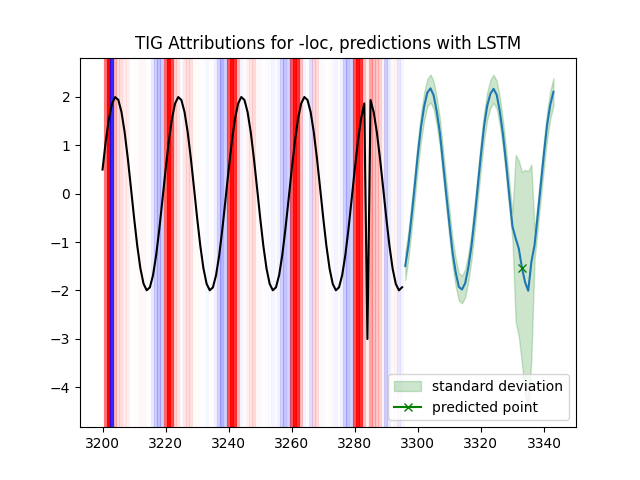 TIG Attributions for -loc, predictions with LSTM
2
1
0
−1
−2
−3
−4
standard deviation
predicted point
3200 3220 3240 3260 3280 3300 3320 3340